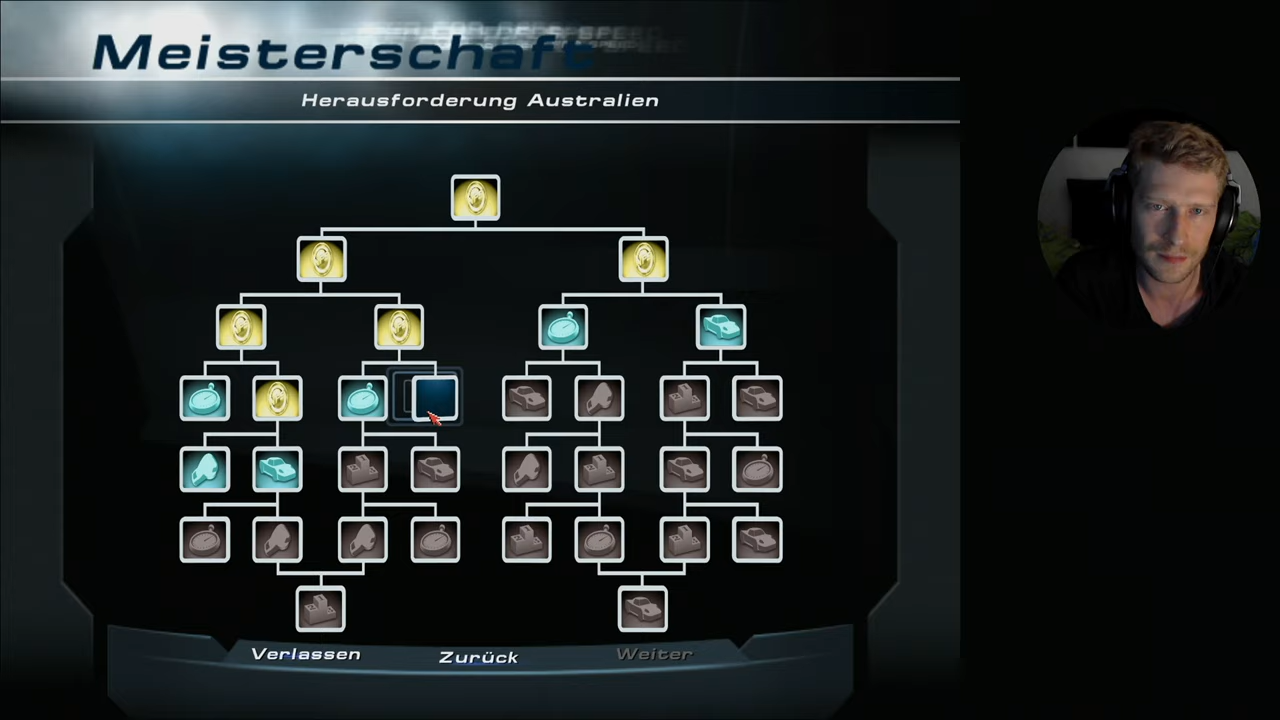 Meisterschaft
Herausforderung Australien
Verlassen
Zurück
Weiter